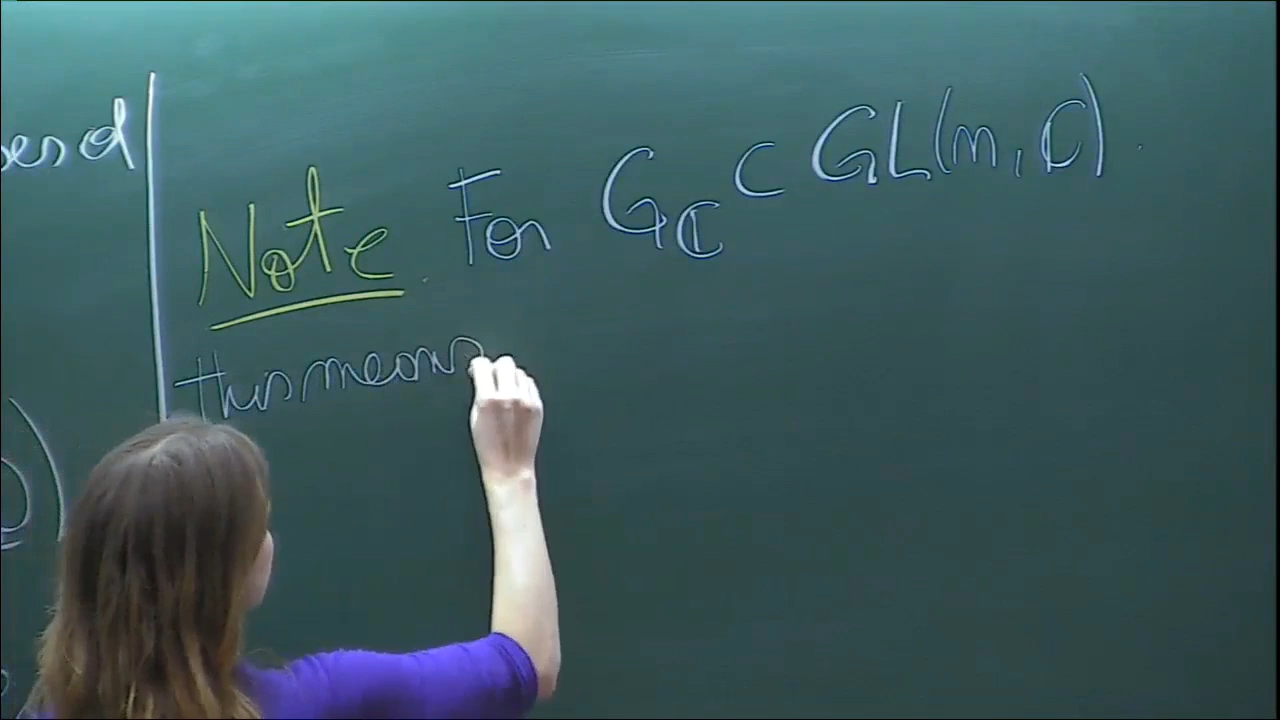 Note. For G_ℂ ⊂ GL(n, ℂ).
this means